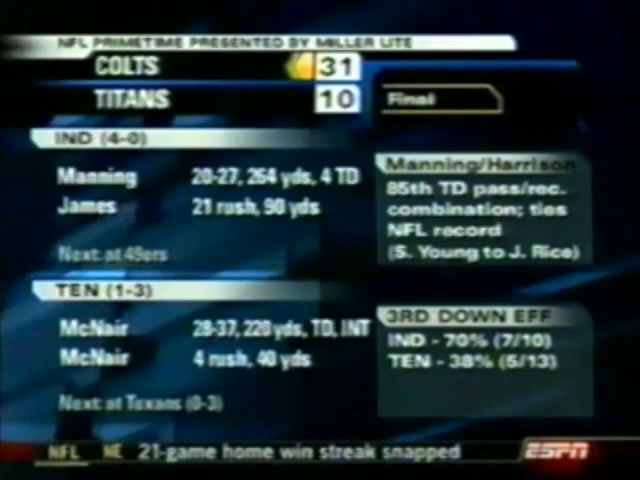 NFL PRIMETIME PRESENTED BY MILLER LITE
COLTS 31
TITANS 10
Final
IND (4-0)
Manning 20-27, 264 yds, 4 TD
James 21 rush, 90 yds
Next: at 49ers
Manning/Harrison
85th TD pass/rec.
combination; ties
NFL record
(S. Young to J. Rice)
TEN (1-3)
McNair 28-37, 220 yds, TD, INT
McNair 4 rush, 40 yds
Next: at Texans (0-3)
3RD DOWN EFF
IND - 70% (7/10)
TEN - 38% (5/13)
NFL NE 21-game home win streak snapped ESPN